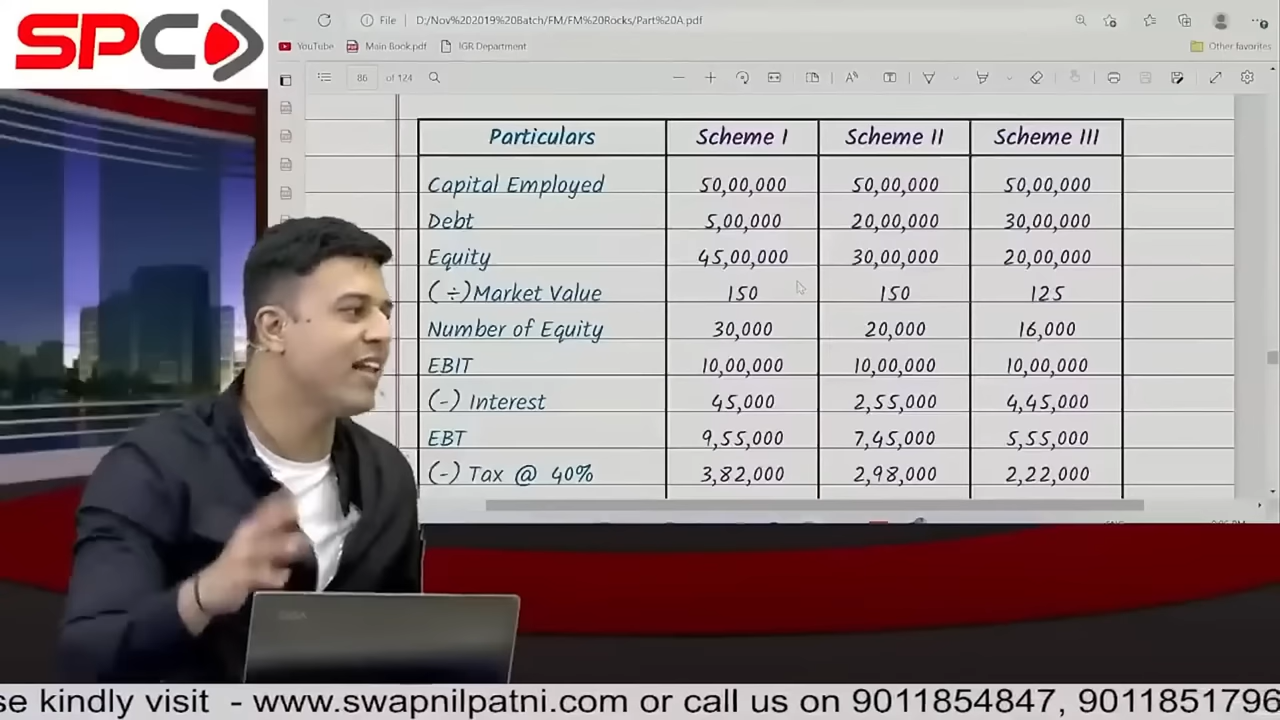 SPC
File D:/Nov%202019%20Batch/FM/FM%20Rocks/Part%20A.pdf
YouTube Main Book.pdf IGR Department Other favorites
86 of 124
Particulars Scheme I Scheme II Scheme III
Capital Employed 50,00,000 50,00,000 50,00,000
Debt 5,00,000 20,00,000 30,00,000
Equity 45,00,000 30,00,000 20,00,000
(÷)Market Value 150 150 125
Number of Equity 30,000 20,000 16,000
EBIT 10,00,000 10,00,000 10,00,000
(-) Interest 45,000 2,55,000 4,45,000
EBT 9,55,000 7,45,000 5,55,000
(-) Tax @ 40% 3,82,000 2,98,000 2,22,000
se kindly visit - www.swapnilpatni.com or call us on 9011854847, 9011851796